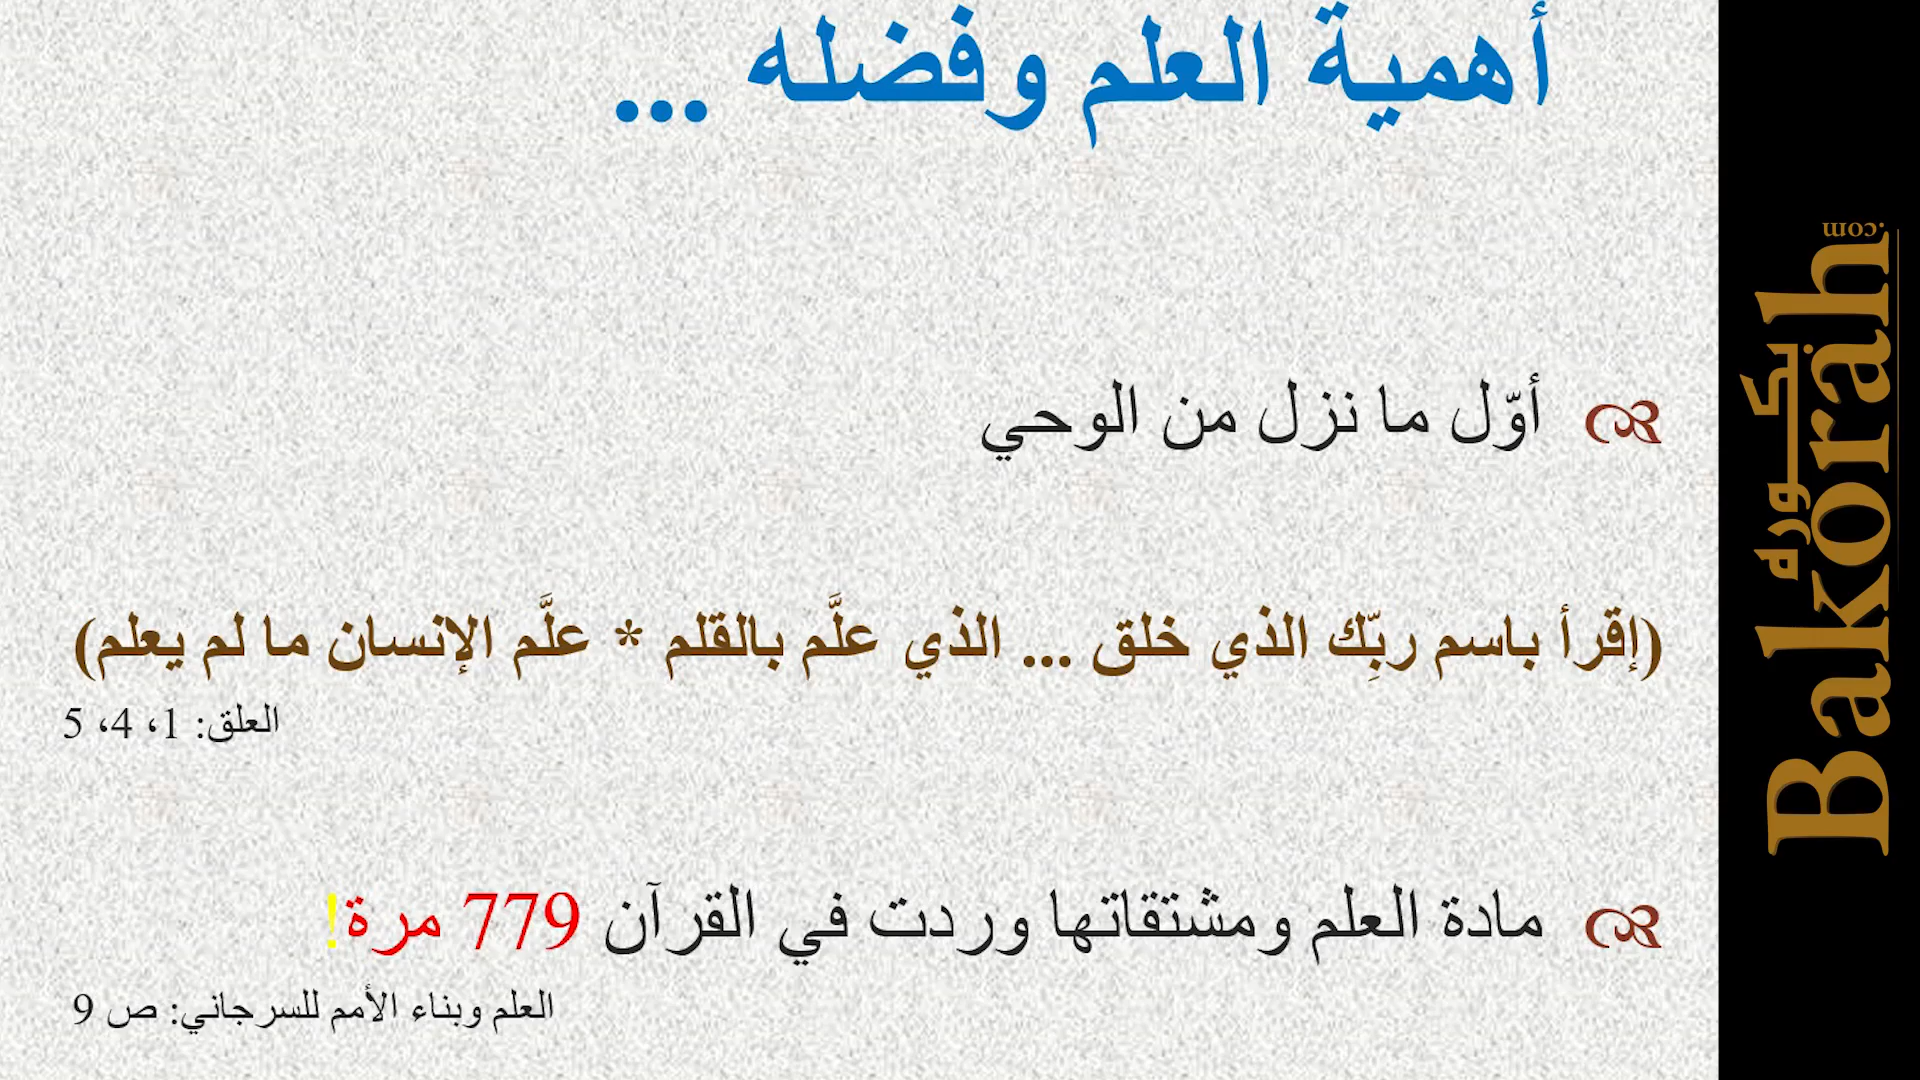 أهمية العلم وفضله ...
أوّل ما نزل من الوحي
(إقرأ باسم ربِّك الذي خلق ... الذي علَّم بالقلم * علَّم الإنسان ما لم يعلم)
العلق: 1، 4، 5
مادة العلم ومشتقاتها وردت في القرآن 779 مرة!
العلم وبناء الأمم للسرجاني: ص 9
Bakorah.com
بكوره